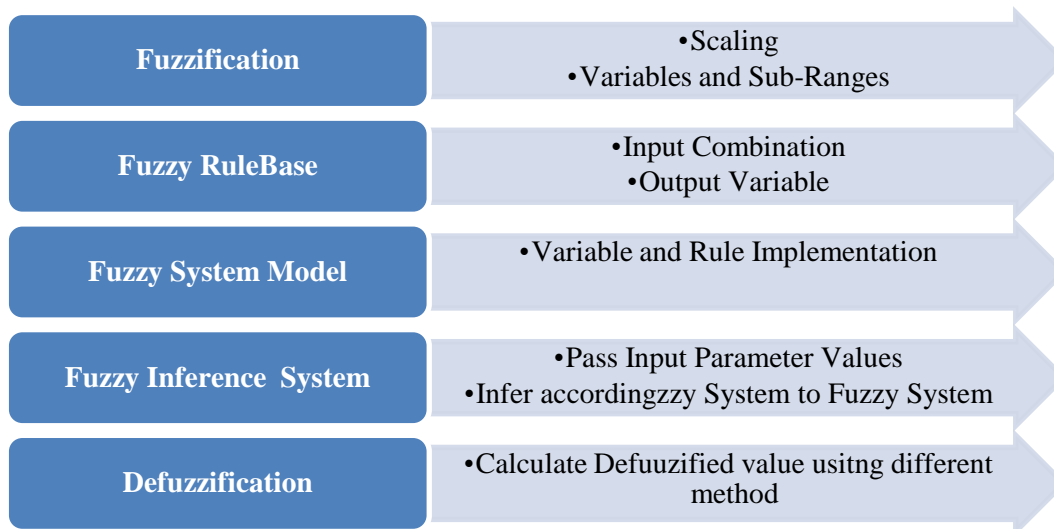 Fuzzification
•Scaling
•Variables and Sub-Ranges
Fuzzy RuleBase
•Input Combination
•Output Variable
Fuzzy System Model
•Variable and Rule Implementation
Fuzzy Inference System
•Pass Input Parameter Values
•Infer accordingzzy System to Fuzzy System
Defuzzification
•Calculate Defuuzified value usitng different
method